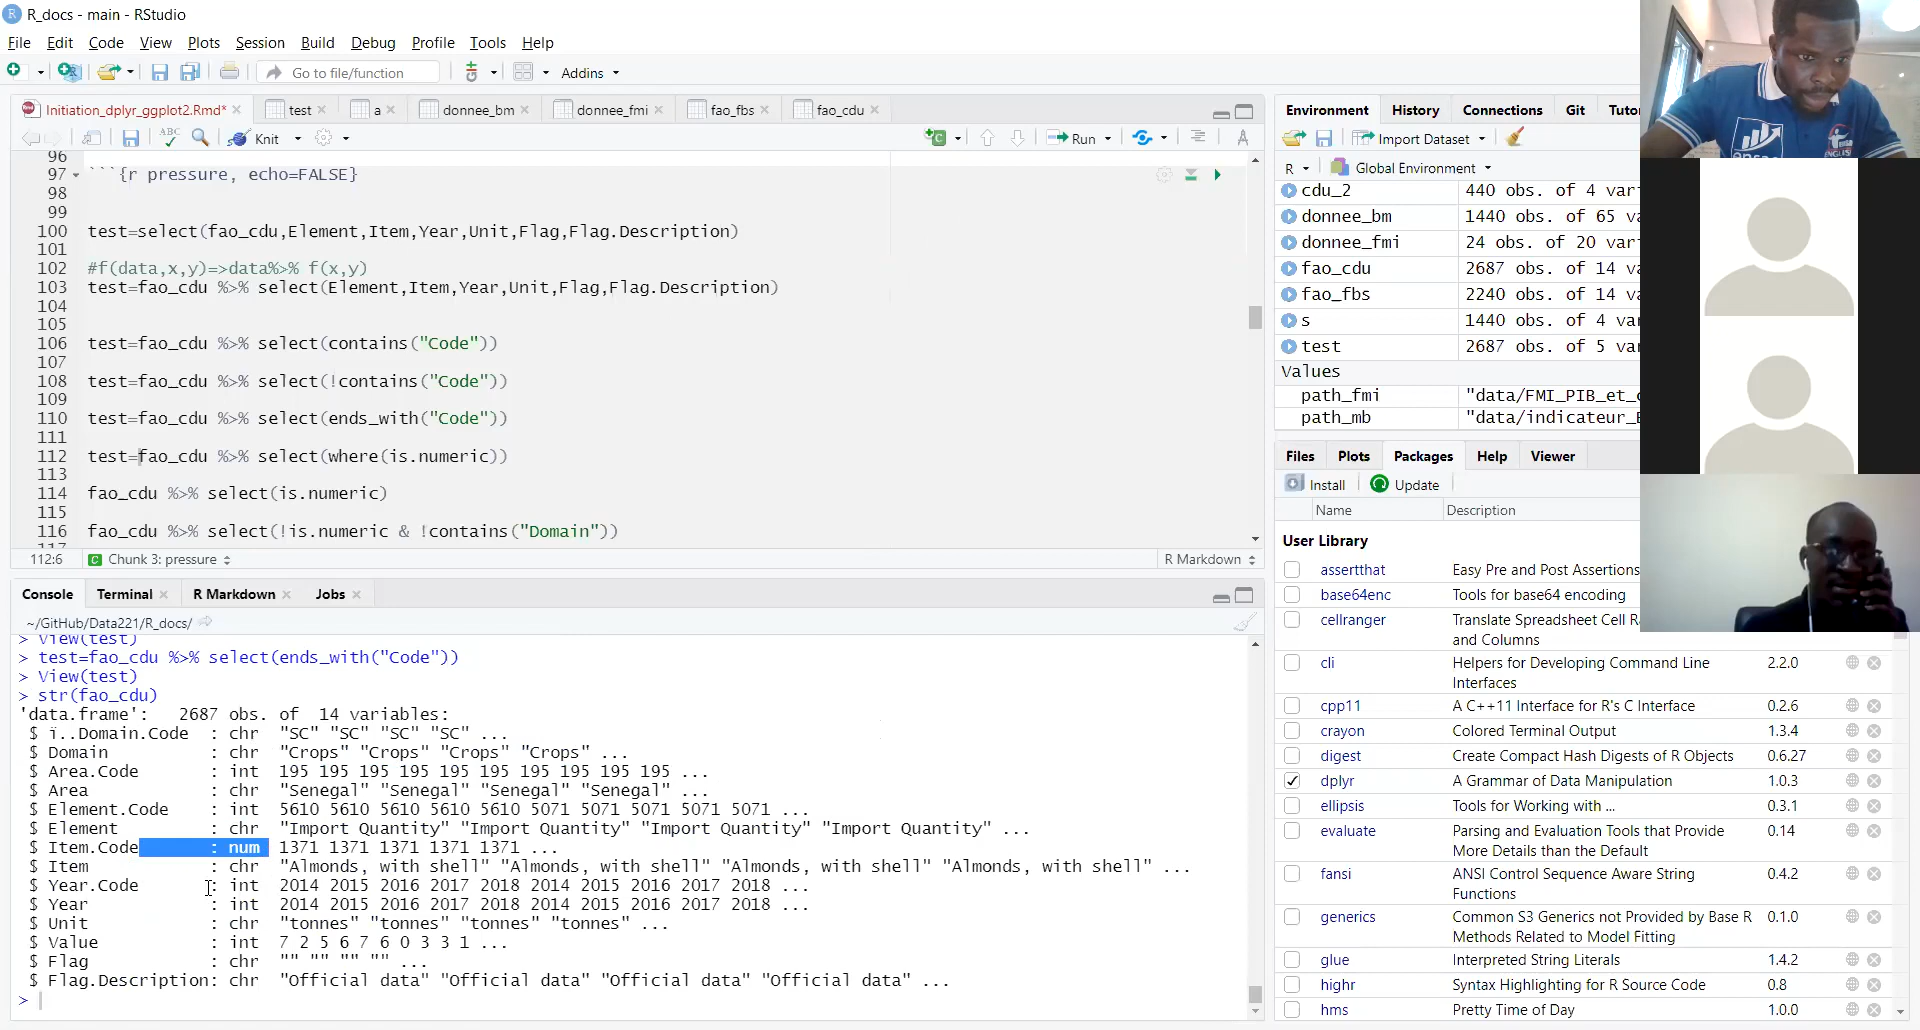 R_docs - main - RStudio
File Edit Code View Plots Session Build Debug Profile Tools Help
Go to file/function Addins
Initiation_dplyr_ggplot2.Rmd* test a donnee_bm donnee_fmi fao_fbs fao_cdu
ABC Knit Run
96
97 ```{r pressure, echo=FALSE}
98
99
100 test=select(fao_cdu,Element,Item,Year,Unit,Flag,Flag.Description)
101
102 #f(data,x,y)=>data%>% f(x,y)
103 test=fao_cdu %>% select(Element,Item,Year,Unit,Flag,Flag.Description)
104
105
106 test=fao_cdu %>% select(contains("Code"))
107
108 test=fao_cdu %>% select(!contains("Code"))
109
110 test=fao_cdu %>% select(ends_with("Code"))
111
112 test=fao_cdu %>% select(where(is.numeric))
113
114 fao_cdu %>% select(is.numeric)
115
116 fao_cdu %>% select(!is.numeric & !contains("Domain"))
117
112:6 C Chunk 3: pressure R Markdown
Console Terminal R Markdown Jobs
~/GitHub/Data221/R_docs/
> View(test)
> test=fao_cdu %>% select(ends_with("Code"))
> View(test)
> str(fao_cdu)
'data.frame': 2687 obs. of 14 variables:
$ ï..Domain.Code : chr "SC" "SC" "SC" "SC" ...
$ Domain : chr "Crops" "Crops" "Crops" "Crops" ...
$ Area.Code : int 195 195 195 195 195 195 195 195 195 195 ...
$ Area : chr "Senegal" "Senegal" "Senegal" "Senegal" ...
$ Element.Code : int 5610 5610 5610 5610 5610 5071 5071 5071 5071 5071 ...
$ Element : chr "Import Quantity" "Import Quantity" "Import Quantity" "Import Quantity" ...
$ Item.Code : num 1371 1371 1371 1371 1371 ...
$ Item : chr "Almonds, with shell" "Almonds, with shell" "Almonds, with shell" "Almonds, with shell" ...
$ Year.Code : int 2014 2015 2016 2017 2018 2014 2015 2016 2017 2018 ...
$ Year : int 2014 2015 2016 2017 2018 2014 2015 2016 2017 2018 ...
$ Unit : chr "tonnes" "tonnes" "tonnes" "tonnes" ...
$ Value : int 7 2 5 6 7 6 0 3 3 1 ...
$ Flag : chr "" "" "" "" ...
$ Flag.Description: chr "Official data" "Official data" "Official data" "Official data" ...
>
Environment History Connections Git Tutor
Import Dataset
R Global Environment
cdu_2 440 obs. of 4 vari
donnee_bm 1440 obs. of 65 va
donnee_fmi 24 obs. of 20 vari
fao_cdu 2687 obs. of 14 va
fao_fbs 2240 obs. of 14 va
s 1440 obs. of 4 var
test 2687 obs. of 5 var
Values
path_fmi "data/FMI_PIB_et_
path_mb "data/indicateur_
Files Plots Packages Help Viewer
Install Update
Name Description
User Library
assertthat Easy Pre and Post Assertions
base64enc Tools for base64 encoding
cellranger Translate Spreadsheet Cell R
and Columns
cli Helpers for Developing Command Line 2.2.0
Interfaces
cpp11 A C++11 Interface for R's C Interface 0.2.6
crayon Colored Terminal Output 1.3.4
digest Create Compact Hash Digests of R Objects 0.6.27
dplyr A Grammar of Data Manipulation 1.0.3
ellipsis Tools for Working with ... 0.3.1
evaluate Parsing and Evaluation Tools that Provide 0.14
More Details than the Default
fansi ANSI Control Sequence Aware String 0.4.2
Functions
generics Common S3 Generics not Provided by Base R 0.1.0
Methods Related to Model Fitting
glue Interpreted String Literals 1.4.2
highr Syntax Highlighting for R Source Code 0.8
hms Pretty Time of Day 1.0.0